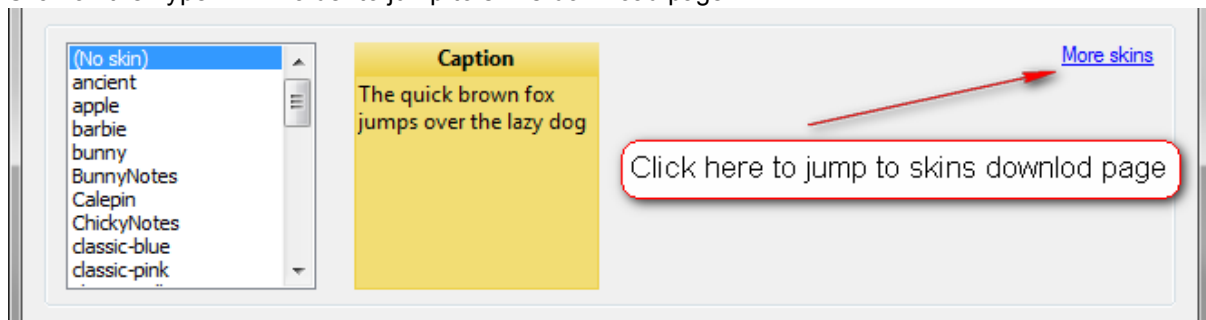 (No skin)
ancient
apple
barbie
bunny
BunnyNotes
Calepin
ChickyNotes
classic-blue
classic-pink
Caption
The quick brown fox
jumps over the lazy dog
More skins
Click here to jump to skins downlod page